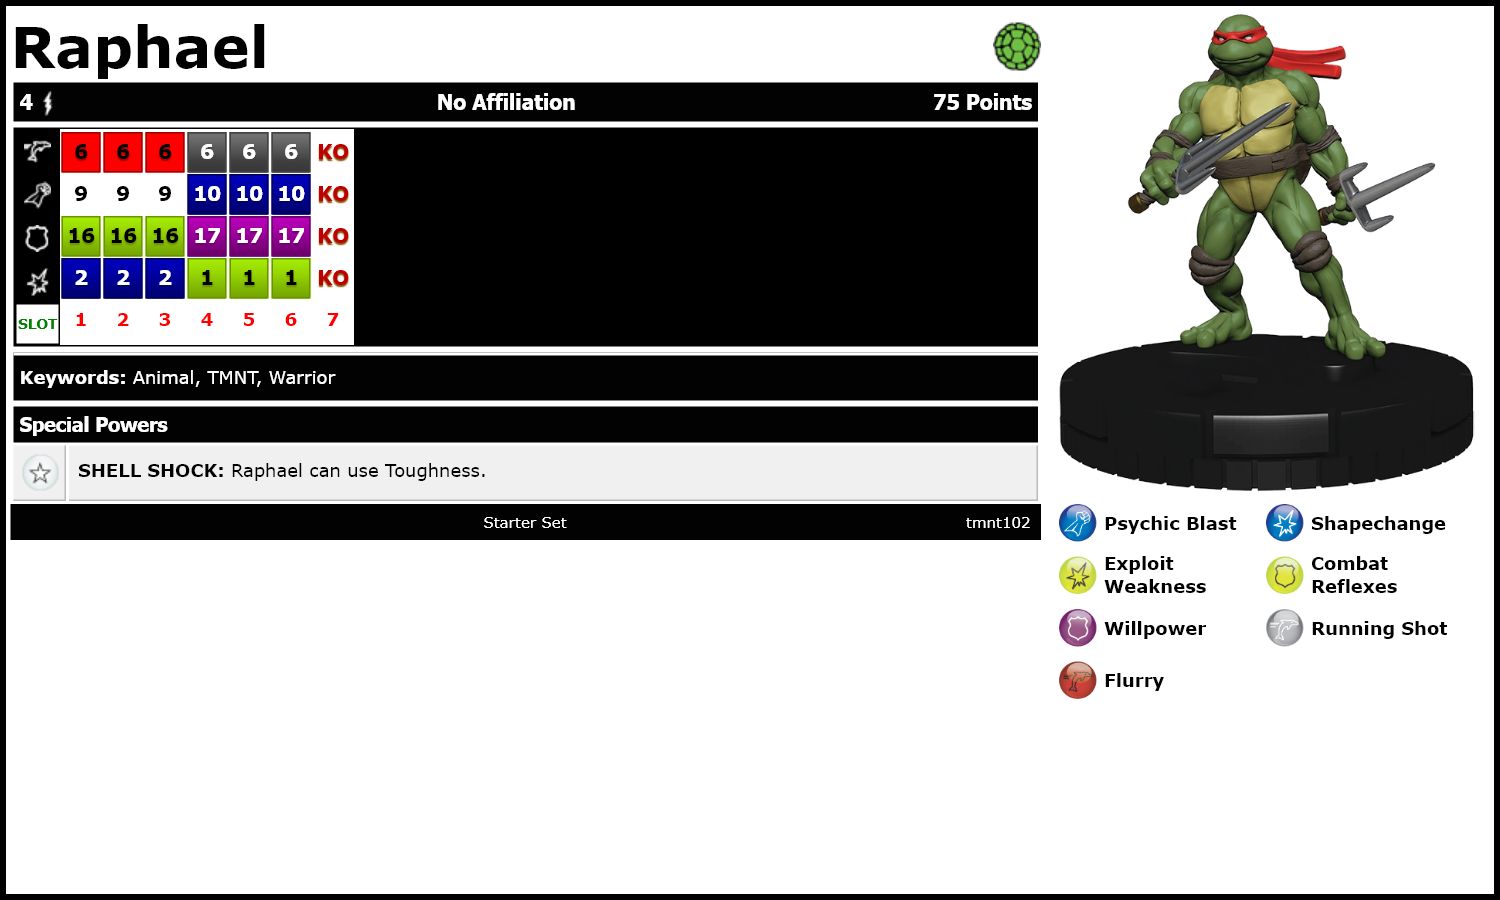 Raphael
4 No Affiliation 75 Points
6 6 6 6 6 6 KO
9 9 9 10 10 10 KO
16 16 16 17 17 17 KO
2 2 2 1 1 1 KO
SLOT 1 2 3 4 5 6 7
Keywords: Animal, TMNT, Warrior
Special Powers
SHELL SHOCK: Raphael can use Toughness.
Starter Set tmnt102
Psychic Blast Shapechange
Exploit
Weakness
Combat
Reflexes
Willpower Running Shot
Flurry